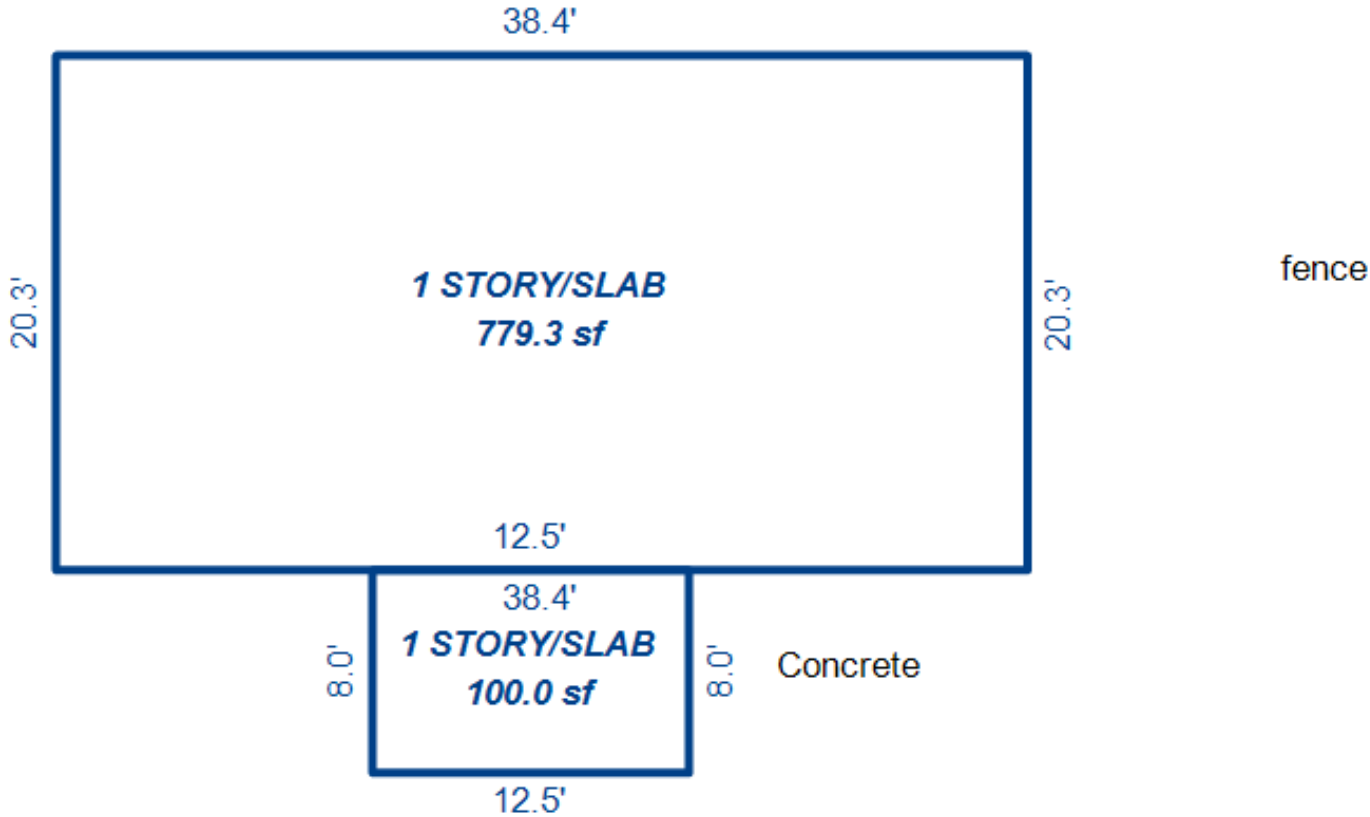 38.4'
fence
1 STORY/SLAB
779.3 sf
20.3'
20.3'
12.5'
38.4'
1 STORY/SLAB
100.0 sf
8.0'
8.0'
Concrete
12.5'